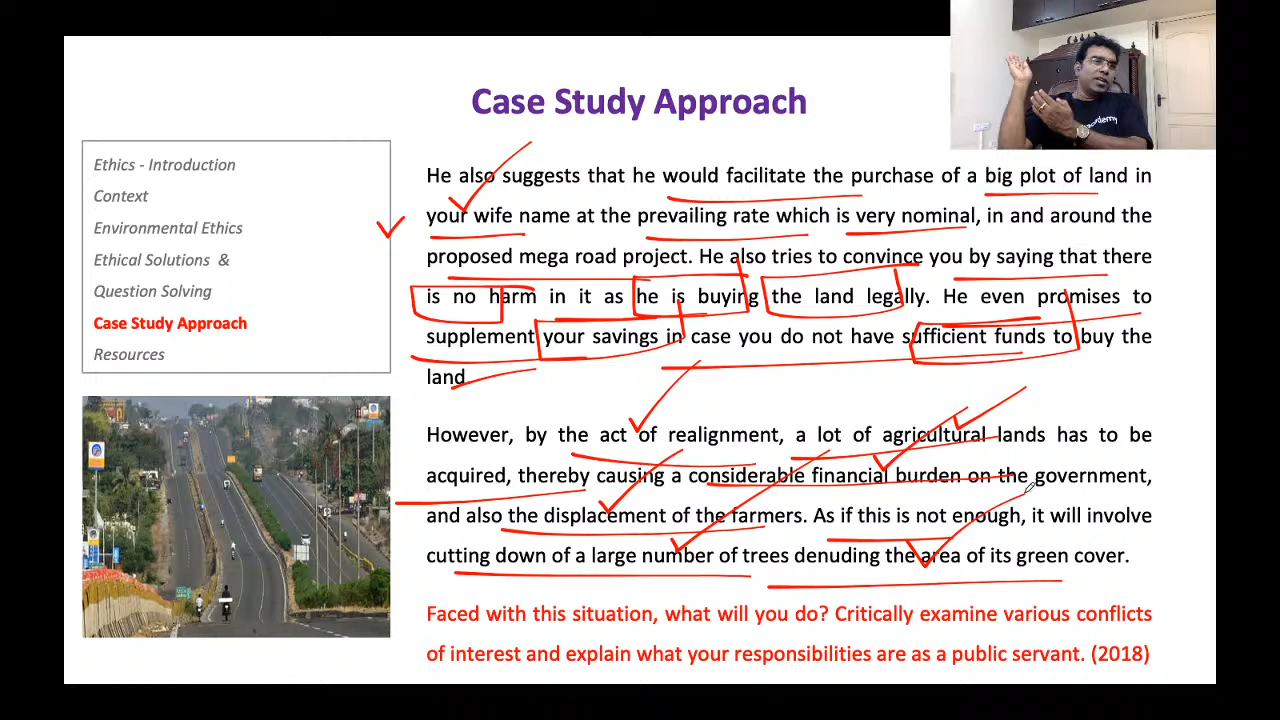 Case Study Approach
Ethics - Introduction
Context
Environmental Ethics
Ethical Solutions &
Question Solving
Case Study Approach
Resources
He also suggests that he would facilitate the purchase of a big plot of land in
your wife name at the prevailing rate which is very nominal, in and around the
proposed mega road project. He also tries to convince you by saying that there
is no harm in it as he is buying the land legally. He even promises to
supplement your savings in case you do not have sufficient funds to buy the
land
However, by the act of realignment, a lot of agricultural lands has to be
acquired, thereby causing a considerable financial burden on the government,
and also the displacement of the farmers. As if this is not enough, it will involve
cutting down of a large number of trees denuding the area of its green cover.
Faced with this situation, what will you do? Critically examine various conflicts
of interest and explain what your responsibilities are as a public servant. (2018)